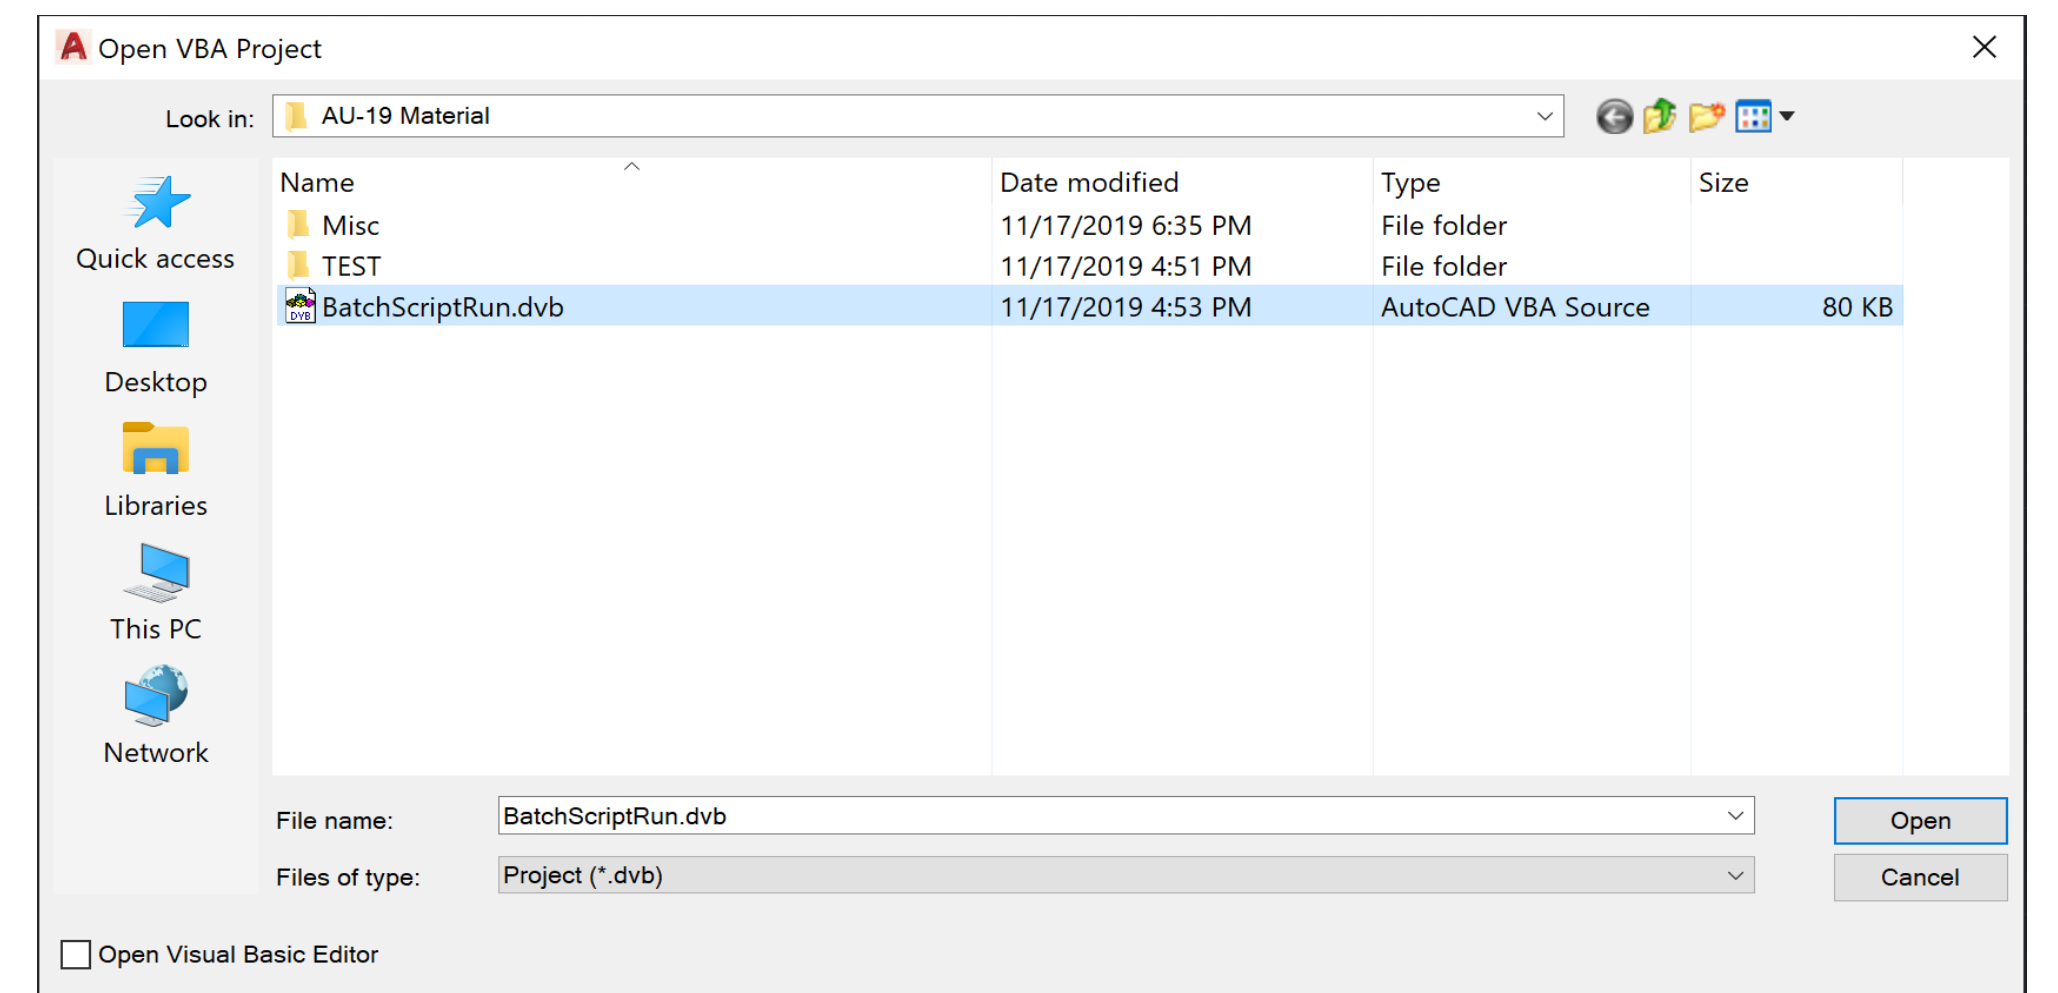 Open VBA Project
Look in: AU-19 Material
Name Date modified Type Size
Misc 11/17/2019 6:35 PM File folder
TEST 11/17/2019 4:51 PM File folder
DVB BatchScriptRun.dvb 11/17/2019 4:53 PM AutoCAD VBA Source 80 KB
Quick access
Desktop
Libraries
This PC
Network
File name: BatchScriptRun.dvb Open
Files of type: Project (*.dvb) Cancel
Open Visual Basic Editor